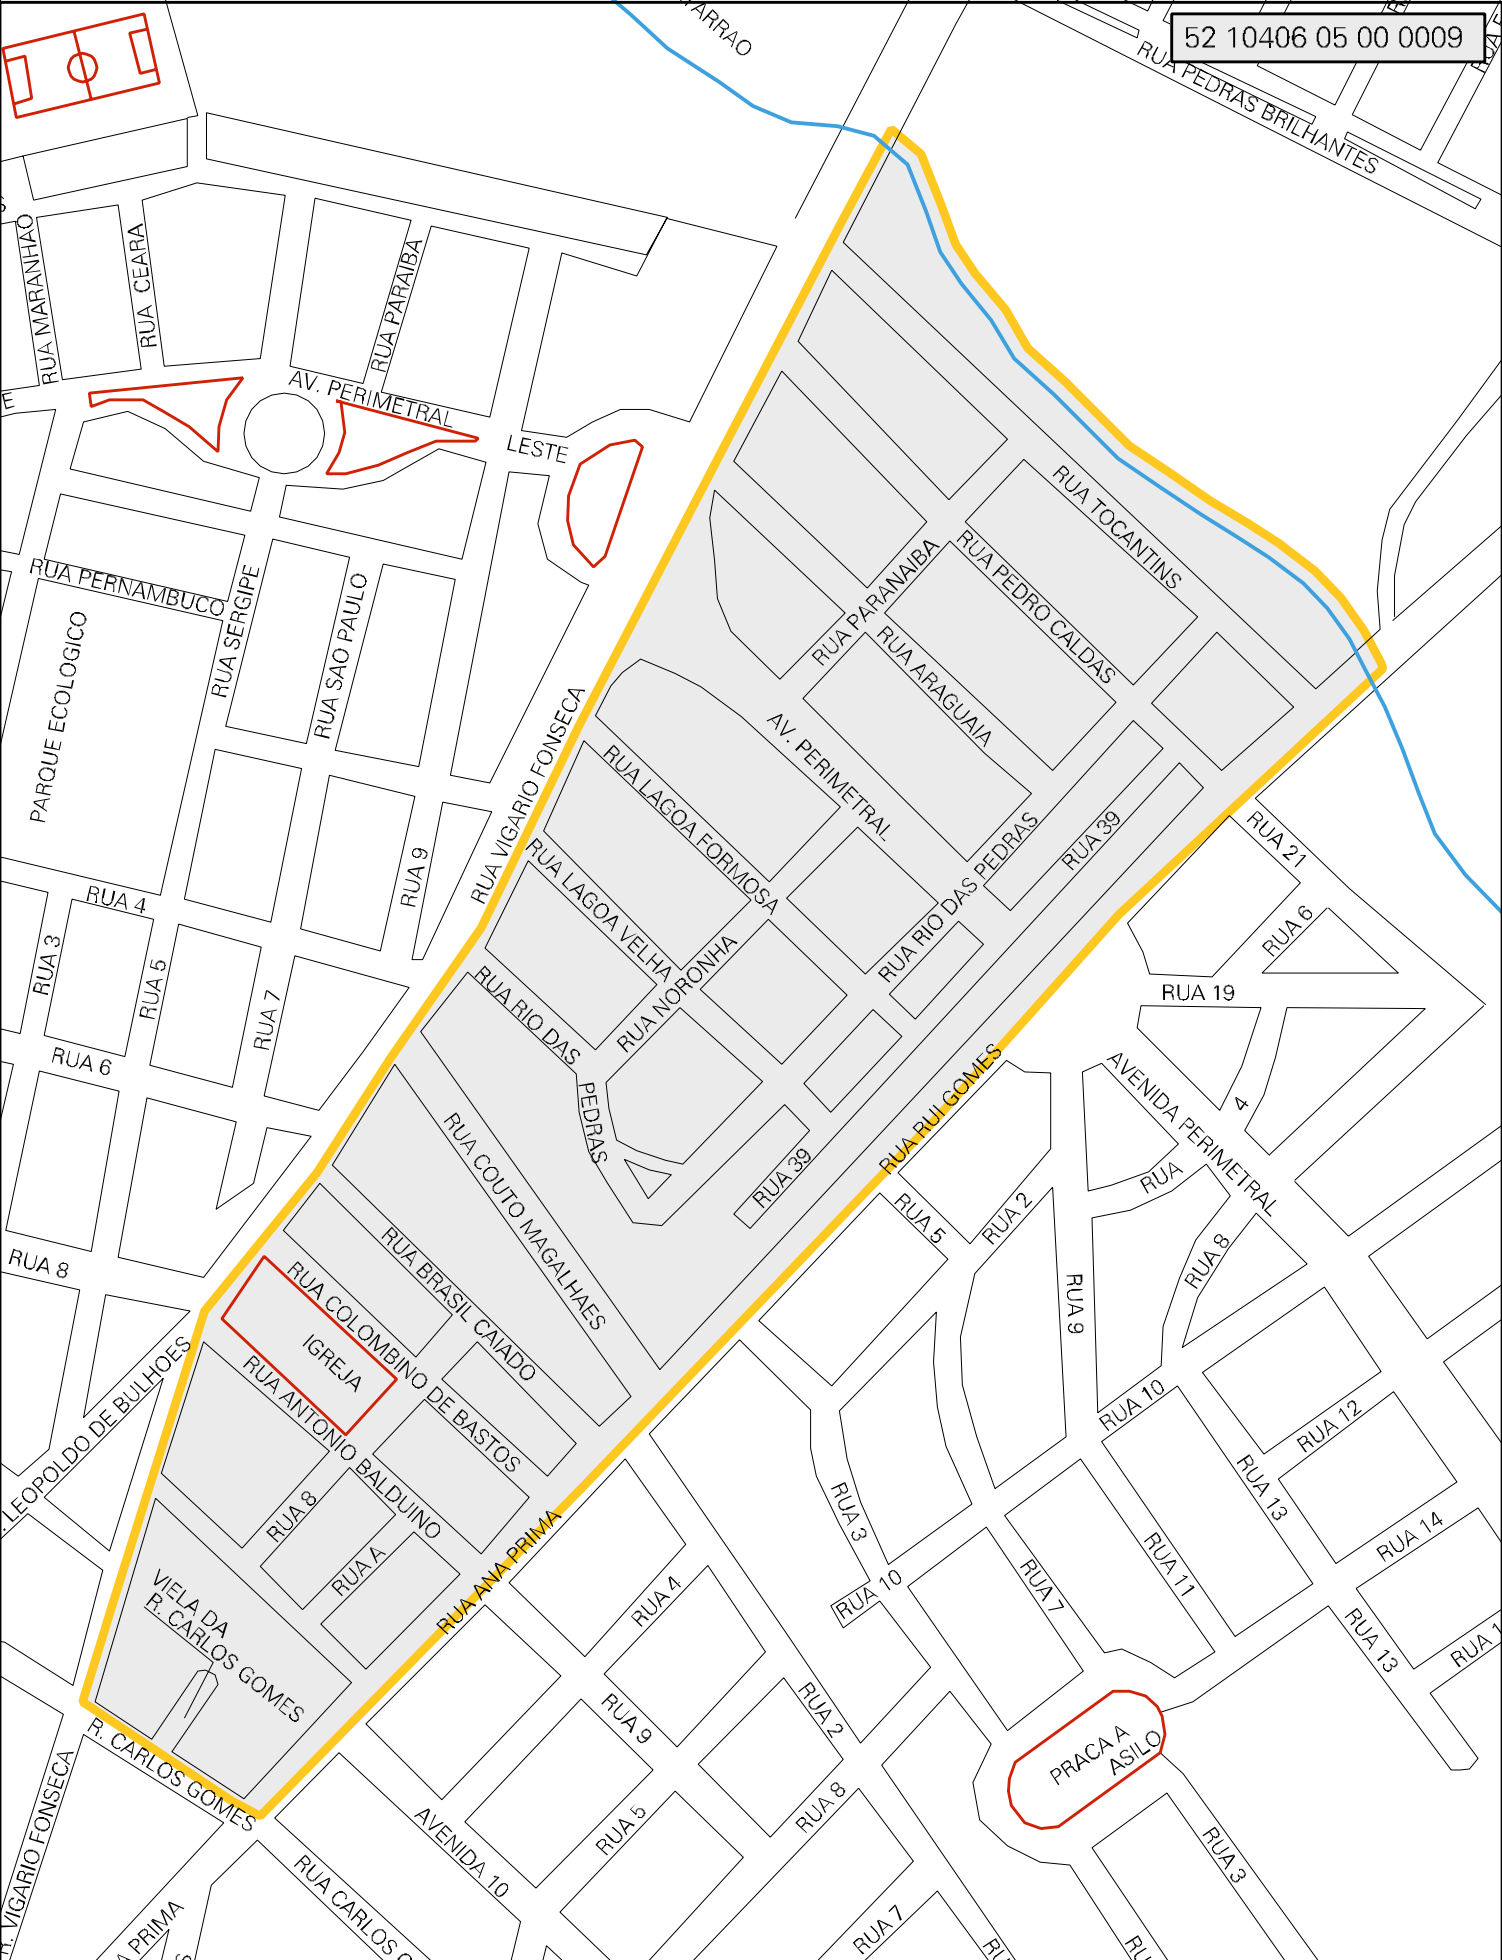 52 10406 05 00 0009
RUA PEDRAS BRILHANTES
RUA MARANHAO
RUA CEARA
RUA PARAIBA
AV. PERIMETRAL
LESTE
RUA TOCANTINS
RUA PEDRO CALDAS
RUA PARANAIBA
RUA ARAGUAIA
RUA PERNAMBUCO
RUA SERGIPE
RUA SAO PAULO
PARQUE ECOLOGICO
RUA VIGARIO FONSECA
AV. PERIMETRAL
RUA LAGOA FORMOSA
RUA LAGOA VELHA
RUA RIO DAS PEDRAS
RUA 39
RUA 21
RUA 9
RUA 4
RUA 3
RUA 5
RUA 7
RUA 6
RUA 6
RUA 19
RUA NORONHA
RUA RIO DAS
PEDRAS
RUA RUI GOMES
AVENIDA PERIMETRAL
RUA
4
RUA 6
RUA COUTO MAGALHAES
RUA 39
RUA 5
RUA 2
RUA 9
RUA 8
RUA 8
RUA BRASIL CAIADO
RUA COLOMBINO DE BASTOS
IGREJA
RUA ANTONIO BALDUINO
LEOPOLDO DE BULHOES
RUA 10
RUA 12
RUA 13
RUA 3
RUA 11
RUA 14
RUA 8
RUA A
RUA ANA PRIMA
RUA 10
RUA 7
RUA 4
RUA 13
VIELA DA
R. CARLOS GOMES
RUA 9
RUA 2
PRACA A
ASILO
R. CARLOS GOMES
R. VIGARIO FONSECA
AVENIDA 10
RUA 5
RUA 8
RUA 3
RUA CARLOS
PRIMA
RUA 7